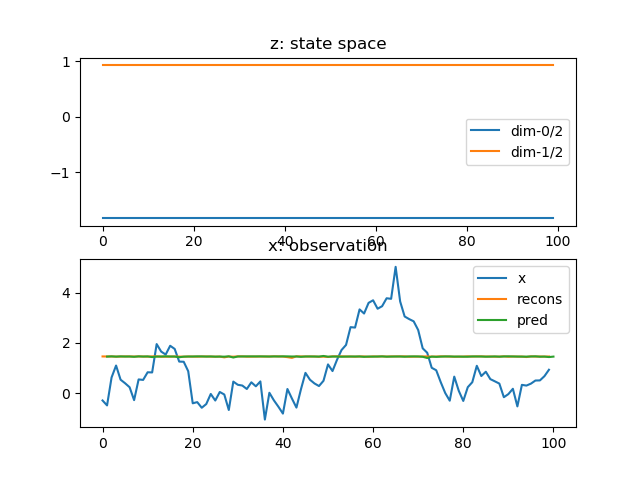 z: state space
1
0
−1
dim-0/2
dim-1/2
0 20 40 60 80 100
x: observation
4
2
0
x
recons
pred
0 20 40 60 80 100